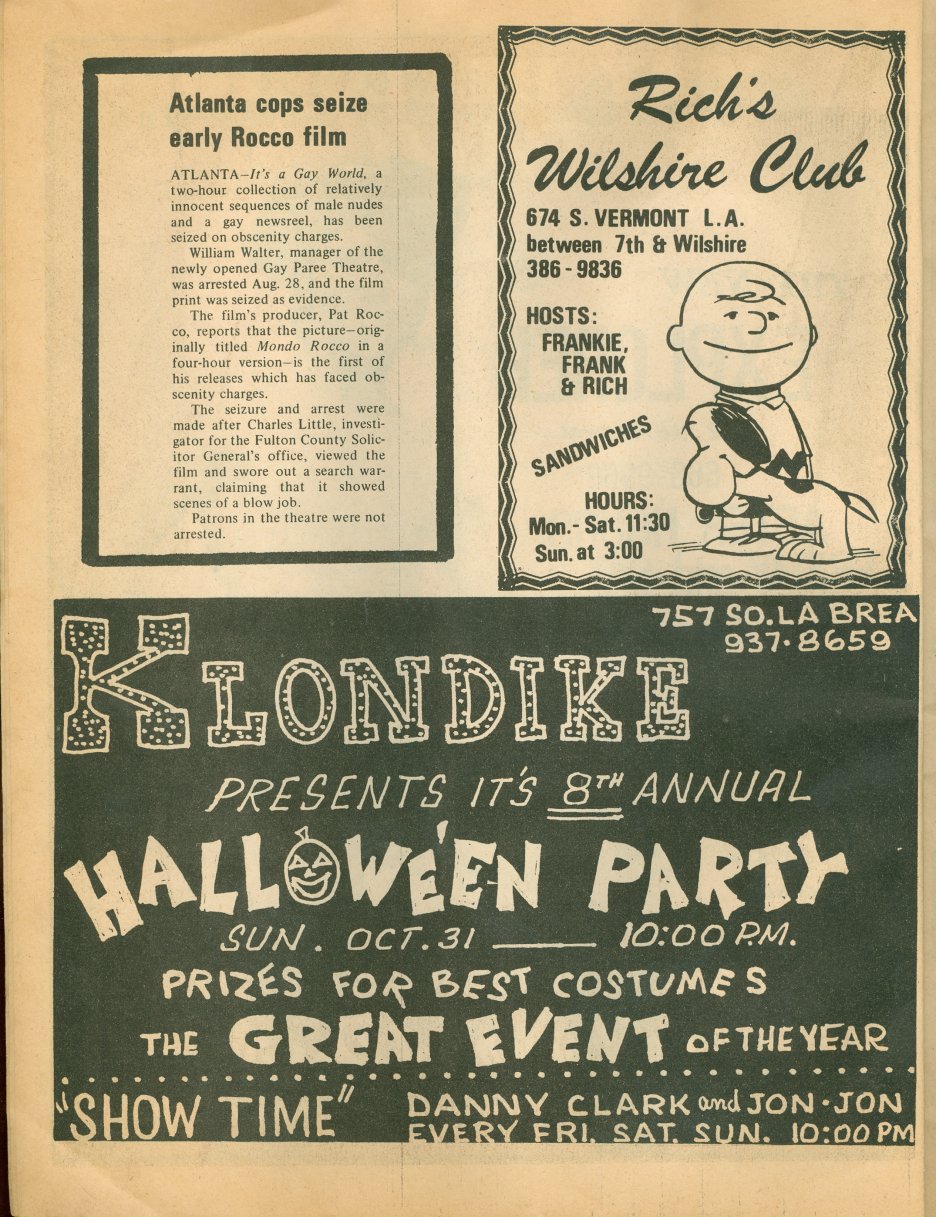 Atlanta cops seize
early Rocco film
ATLANTA—It's a Gay World, a
two-hour collection of relatively
innocent sequences of male nudes
and a gay newsreel, has been
seized on obscenity charges.
William Walter, manager of the
newly opened Gay Paree Theatre,
was arrested Aug. 28, and the film
print was seized as evidence.
The film's producer, Pat Roc-
co, reports that the picture—orig-
inally titled Mondo Rocco in a
four-hour version—is the first of
his releases which has faced ob-
scenity charges.
The seizure and arrest were
made after Charles Little, investi-
gator for the Fulton County Solic-
itor General's office, viewed the
film and swore out a search war-
rant, claiming that it showed
scenes of a blow job.
Patrons in the theatre were not
arrested.
Rich's
Wilshire Club
674 S. VERMONT L.A.
between 7th & Wilshire
386-9836
HOSTS:
FRANKIE,
FRANK
& RICH
SANDWICHES
HOURS:
Mon.-Sat. 11:30
Sun. at 3:00
757 SO. LA BREA
937·8659
KLONDIKE
PRESENTS IT'S 8TH ANNUAL
HALLOWE'EN PARTY
SUN. OCT. 31 —— 10:00 P.M.
PRIZES FOR BEST COSTUMES
THE GREAT EVENT OF THE YEAR
"SHOW TIME" DANNY CLARK and JON·JON
EVERY FRI. SAT. SUN. 10:00 PM